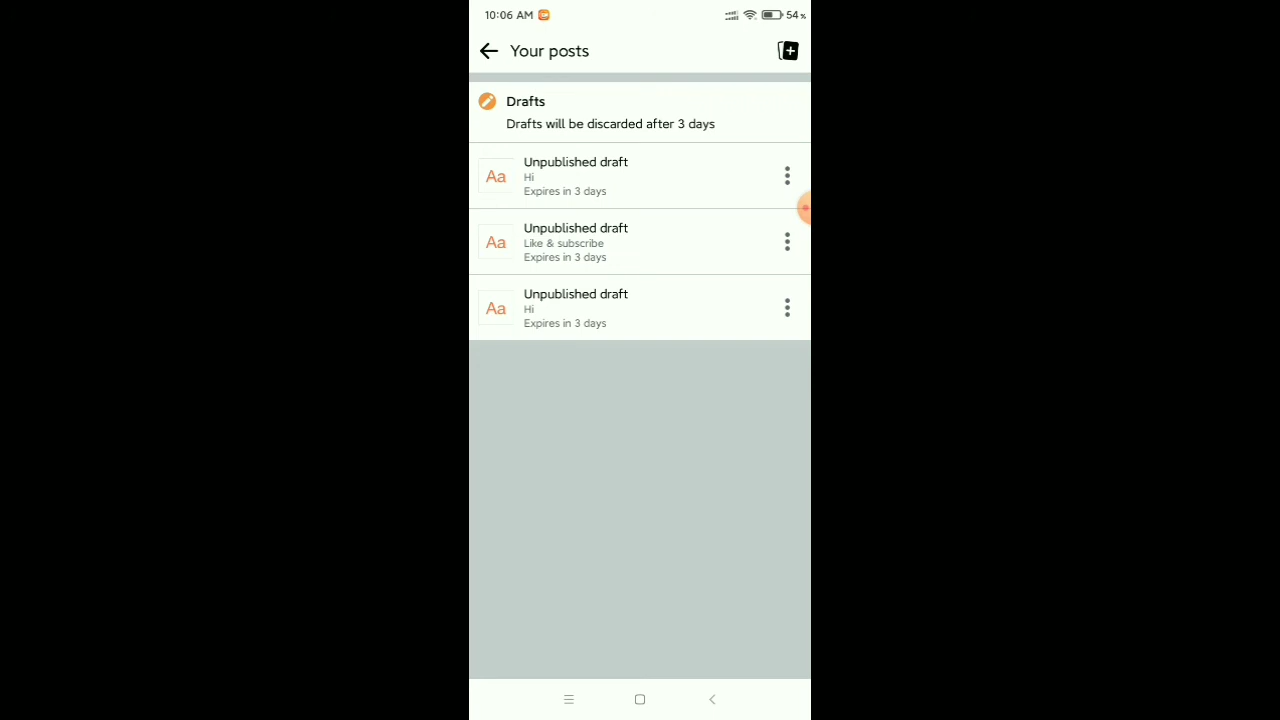 10:06 AM 54%
Your posts
Drafts
Drafts will be discarded after 3 days
Aa Unpublished draft
Hi
Expires in 3 days
Aa Unpublished draft
Like & subscribe
Expires in 3 days
Aa Unpublished draft
Hi
Expires in 3 days